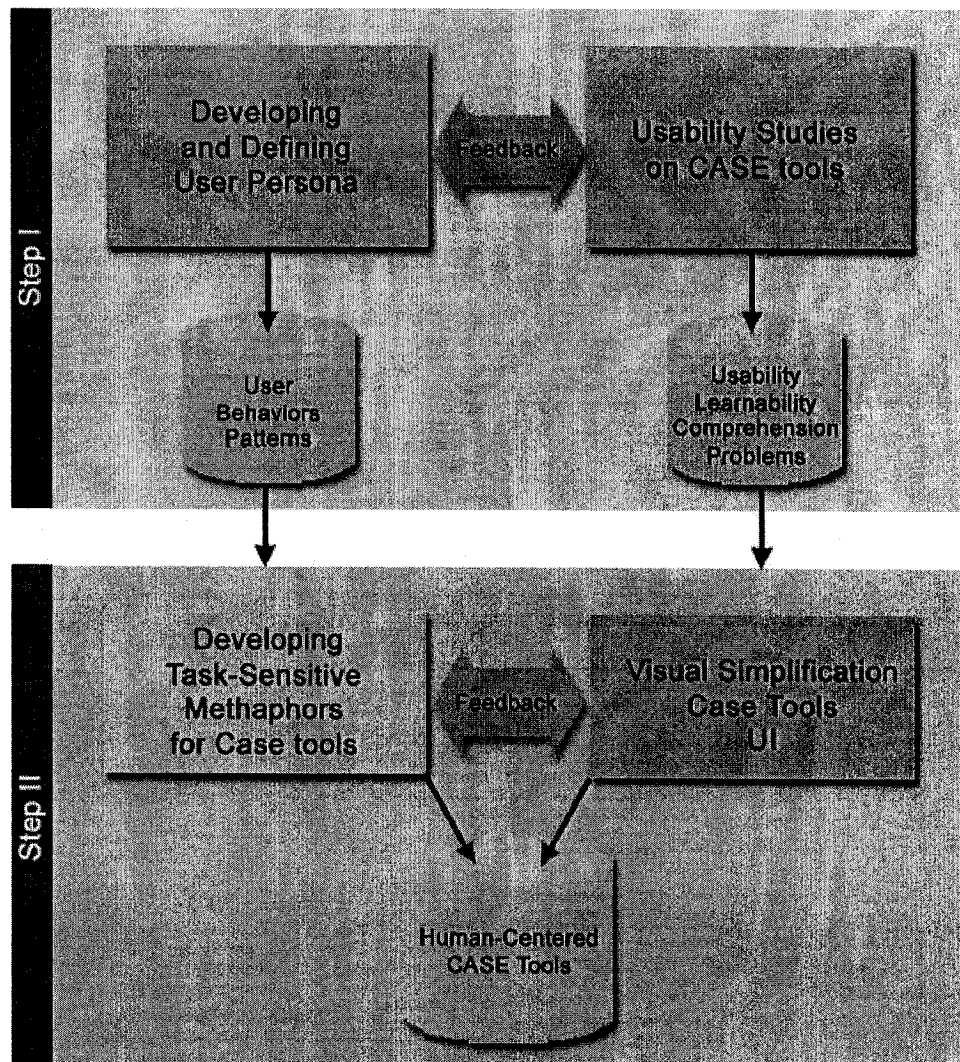 Step I
Developing
and Defining
User Persona
Feedback
Usability Studies
on CASE tools
User
Behaviors
Patterns
Usability
Learnability
Comprehension
Problems
Step III
Developing
Task-Sensitive
Methaphors
for Case tools
Feedback
Visual Simplification
Case Tools
UI
Human-Centered
CASE Tools